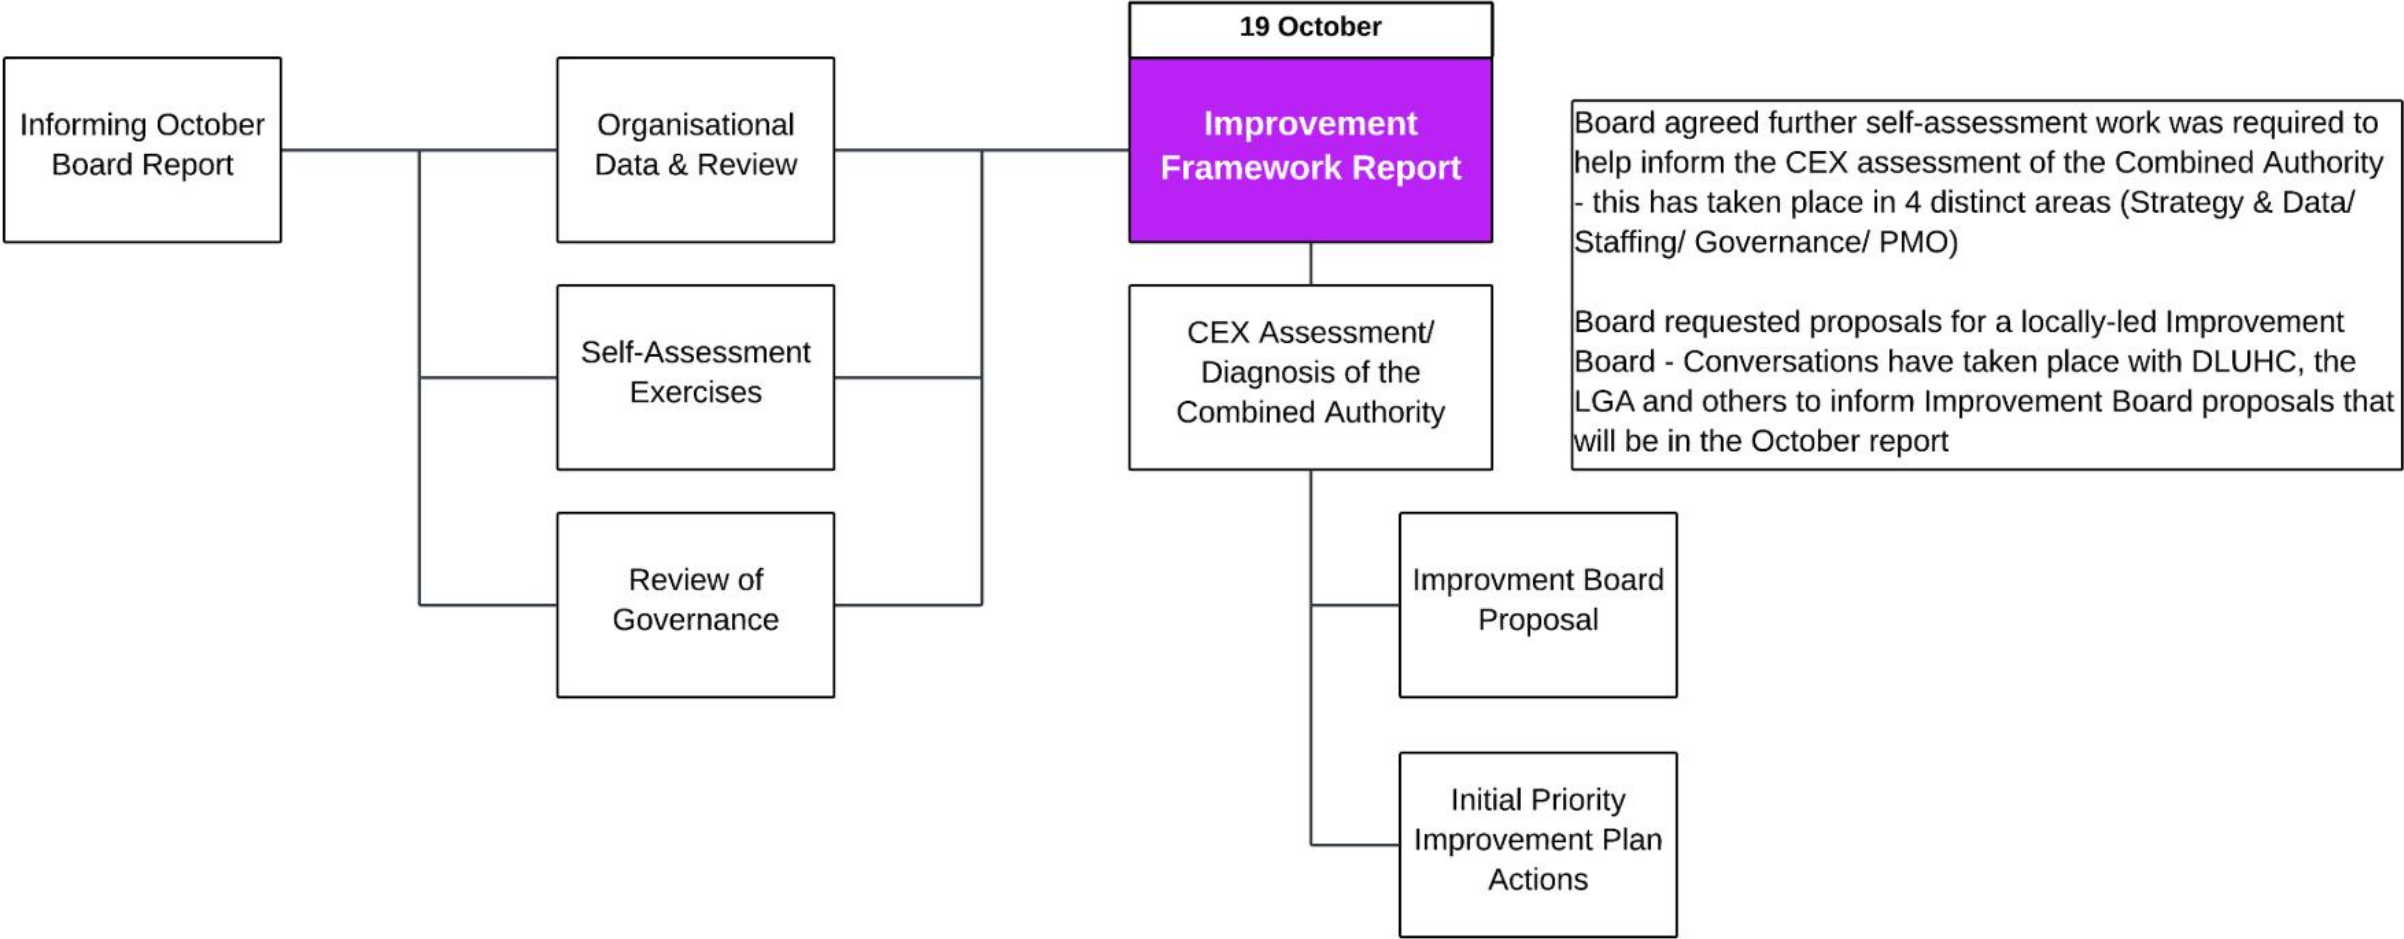 Informing October
Board Report
Organisational
Data & Review
Self-Assessment
Exercises
Review of
Governance
19 October
Improvement
Framework Report
CEX Assessment/
Diagnosis of the
Combined Authority
Improvment Board
Proposal
Initial Priority
Improvement Plan
Actions
Board agreed further self-assessment work was required to
help inform the CEX assessment of the Combined Authority
- this has taken place in 4 distinct areas (Strategy & Data/
Staffing/ Governance/ PMO)
Board requested proposals for a locally-led Improvement
Board - Conversations have taken place with DLUHC, the
LGA and others to inform Improvement Board proposals that
will be in the October report